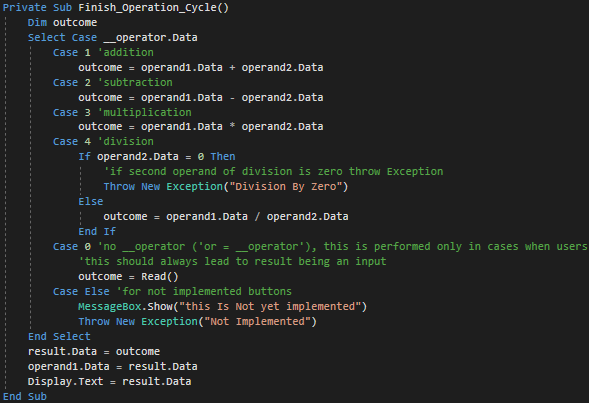 Private Sub Finish_Operation_Cycle()
    Dim outcome
    Select Case __operator.Data
        Case 1 'addition
            outcome = operand1.Data + operand2.Data
        Case 2 'subtraction
            outcome = operand1.Data - operand2.Data
        Case 3 'multiplication
            outcome = operand1.Data * operand2.Data
        Case 4 'division
            If operand2.Data = 0 Then
                'if second operand of division is zero throw Exception
                Throw New Exception("Division By Zero")
            Else
                outcome = operand1.Data / operand2.Data
            End If
        Case 0 'no __operator ('or = __operator'), this is performed only in cases when users
            'this should always lead to result being an input
            outcome = Read()
        Case Else 'for not implemented buttons
            MessageBox.Show("this Is Not yet implemented")
            Throw New Exception("Not Implemented")
    End Select
    result.Data = outcome
    operand1.Data = result.Data
    Display.Text = result.Data
End Sub